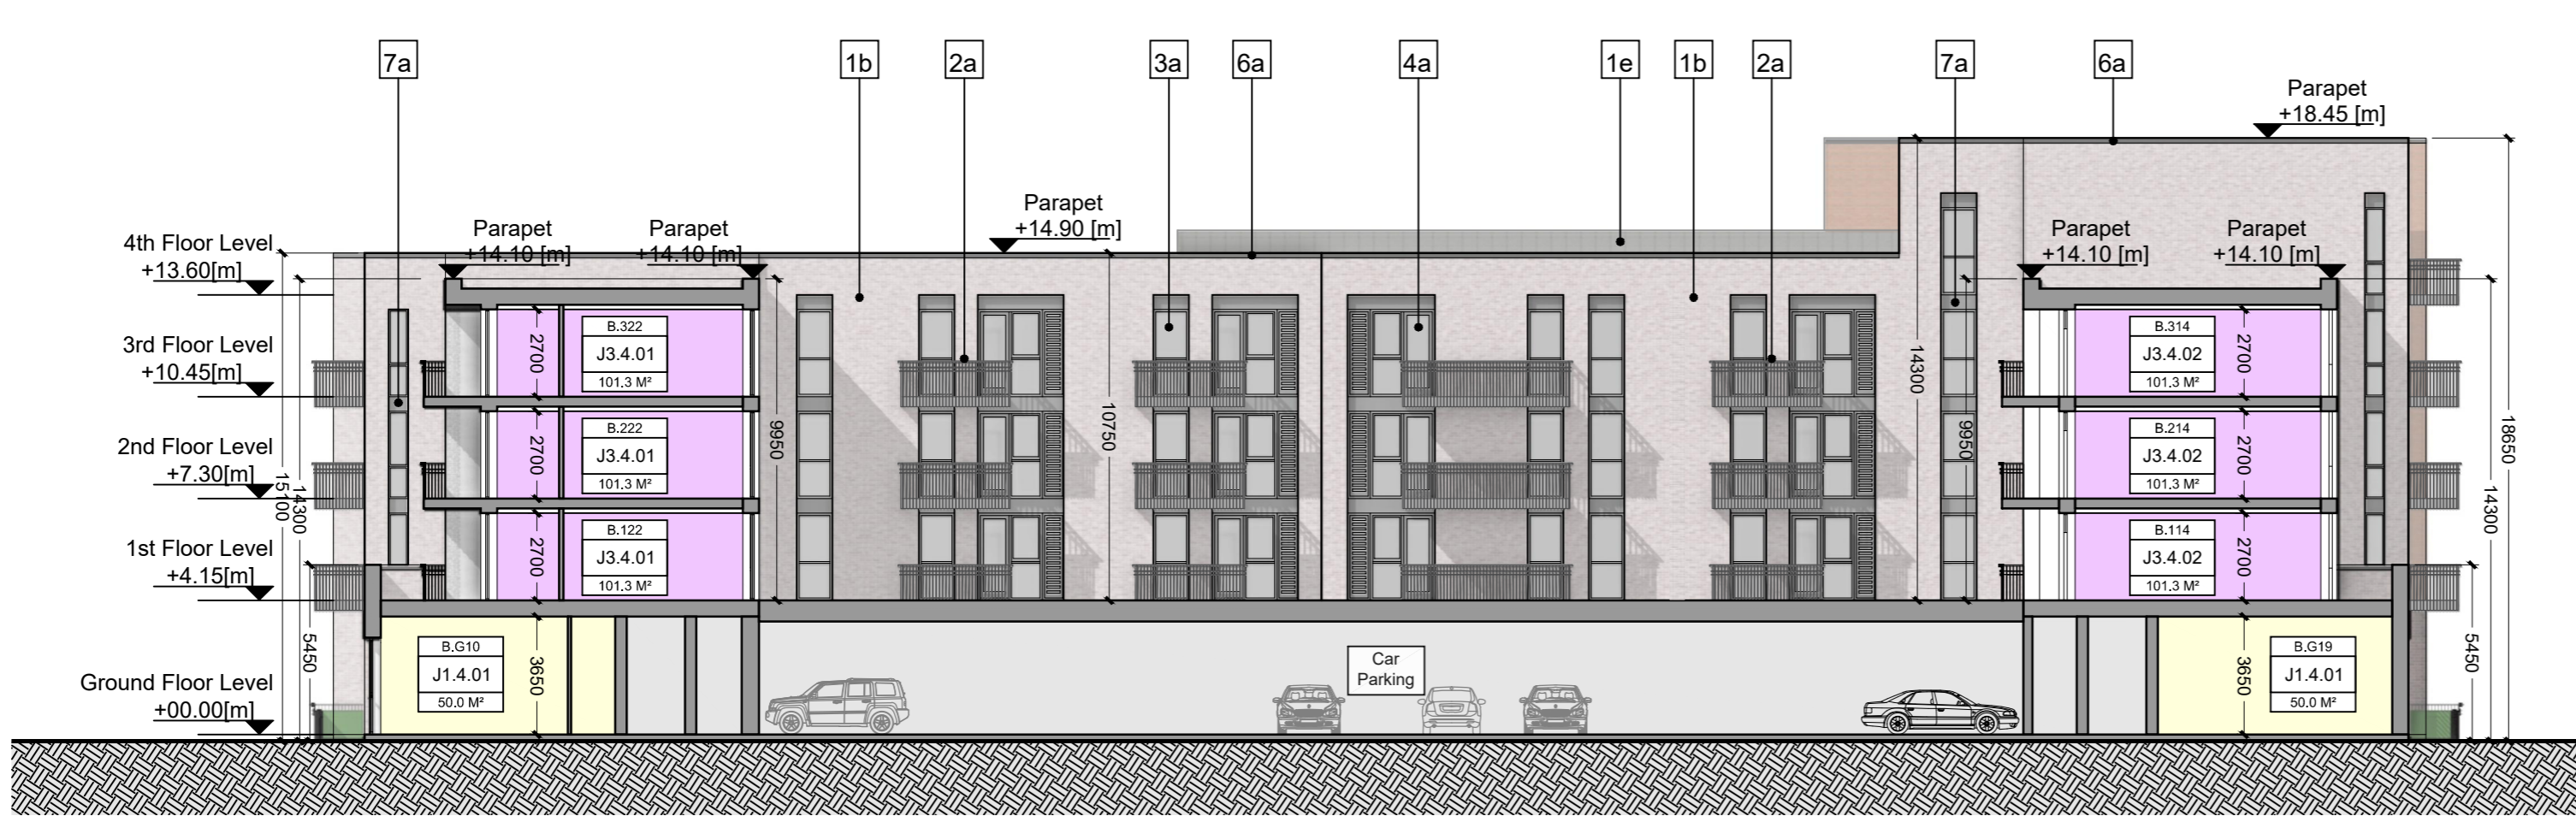 7a
1b
2a
3a
6a
4a
1e
1b
2a
7a
6a
Parapet
+18.45 [m]
Parapet
+14.90 [m]
Parapet
+14.10 [m]
Parapet
+14.10 [m]
Parapet
+14.10 [m]
Parapet
+14.10 [m]
4th Floor Level
+13.60[m]
3rd Floor Level
+10.45[m]
2nd Floor Level
+7.30[m]
1st Floor Level
+4.15[m]
Ground Floor Level
+00.00[m]
15100
14300
5450
2700
B.322
J3.4.01
101.3 M²
2700
B.222
J3.4.01
101.3 M²
2700
B.122
J3.4.01
101.3 M²
B.G10
J1.4.01
50.0 M²
3650
9950
10750
Car
Parking
14300
9950
B.314
J3.4.02
101.3 M²
2700
B.214
J3.4.02
101.3 M²
2700
B.114
J3.4.02
101.3 M²
2700
3650
B.G19
J1.4.01
50.0 M²
5450
14300
18650